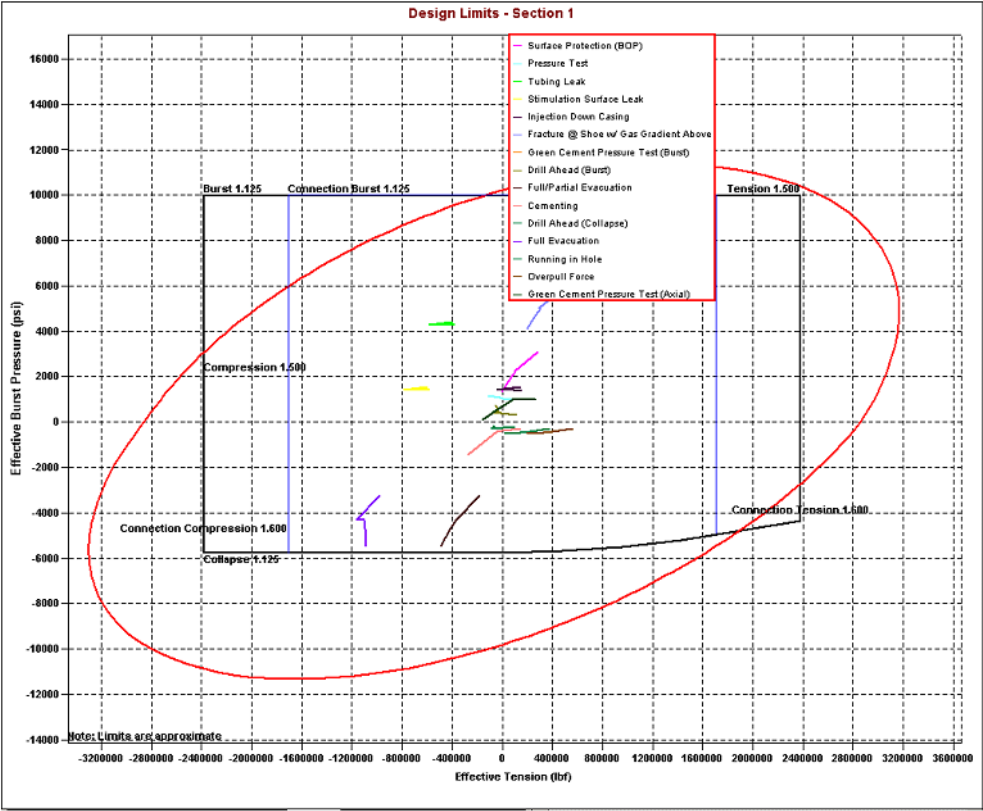 Design Limits - Section 1
Effective Burst Pressure (psi)
16000
14000
12000
10000
8000
6000
4000
2000
0
-2000
-4000
-6000
-8000
-10000
-12000
-14000
Surface Protection (BOP)
Pressure Test
Tubing Leak
Stimulation Surface Leak
Injection Down Casing
Fracture @ Shoe w/ Gas Gradient Above
Green Cement Pressure Test (Burst)
Drill Ahead (Burst)
Full/Partial Evacuation
Cementing
Drill Ahead (Collapse)
Full Evacuation
Running in Hole
Overpull Force
Green Cement Pressure Test (Axial)
Burst 1.125
Connection Burst 1.125
Tension 1.500
Compression 1.500
Connection Tension 1.600
Connection Compression 1.600
Collapse 1.125
Note: Limits are approximate
-3200000 -2800000 -2400000 -2000000 -1600000 -1200000 -800000 -400000 0 400000 800000 1200000 1600000 2000000 2400000 2800000 3200000 3600000
Effective Tension (lbf)